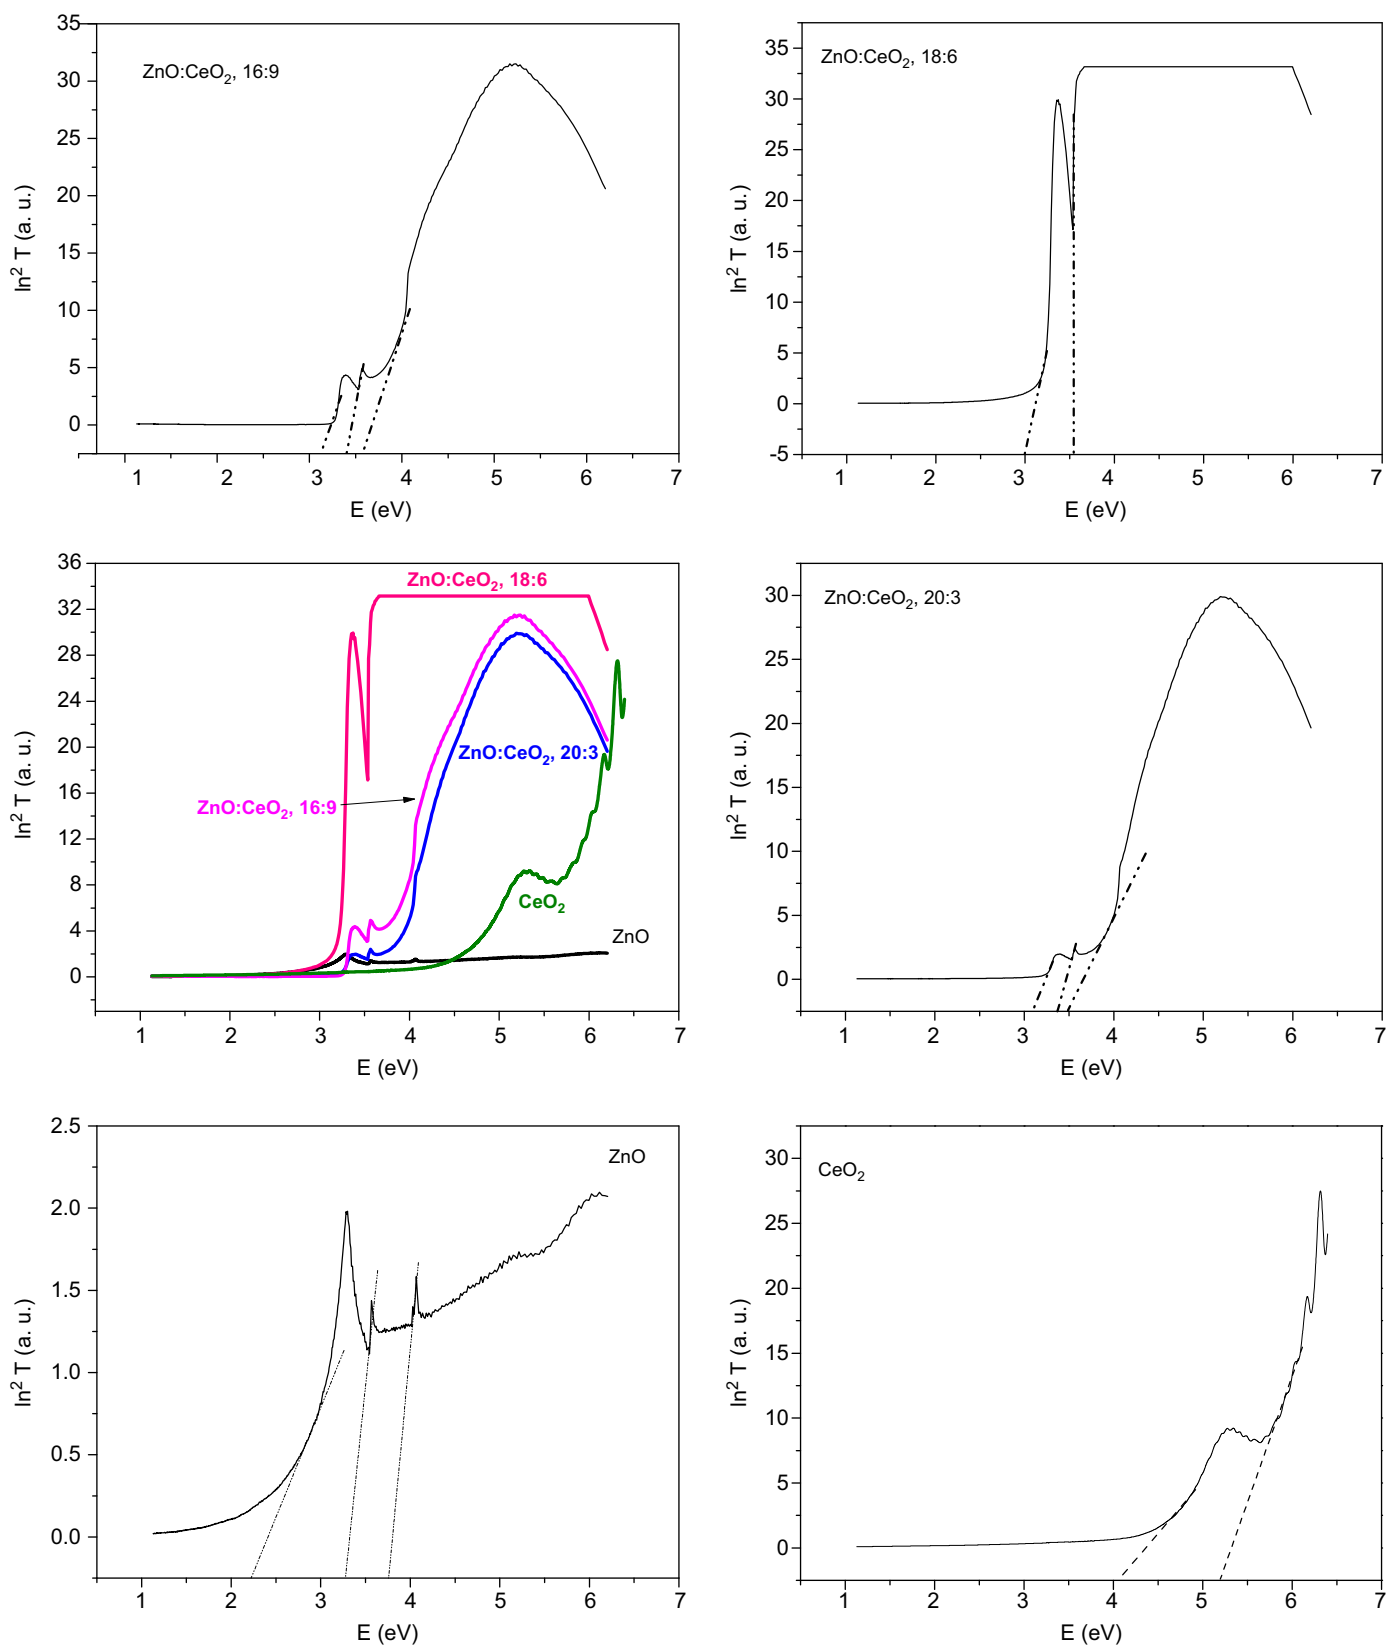 35
30
25
20
15
10
5
0
ln² T (a. u.)
ZnO:CeO₂, 16:9
1 2 3 4 5 6 7
E (eV)
35
30
25
20
15
10
5
0
-5
ln² T (a. u.)
ZnO:CeO₂, 18:6
1 2 3 4 5 6 7
E (eV)
36
32
28
24
20
16
12
8
4
0
ln² T (a. u.)
ZnO:CeO₂, 18:6
ZnO:CeO₂, 20:3
ZnO:CeO₂, 16:9
CeO₂
ZnO
1 2 3 4 5 6 7
E (eV)
30
25
20
15
10
5
0
ln² T (a. u.)
ZnO:CeO₂, 20:3
1 2 3 4 5 6 7
E (eV)
2.5
2.0
1.5
1.0
0.5
0.0
ln² T (a. u.)
ZnO
1 2 3 4 5 6 7
E (eV)
30
25
20
15
10
5
0
ln² T (a. u.)
CeO₂
1 2 3 4 5 6 7
E (eV)